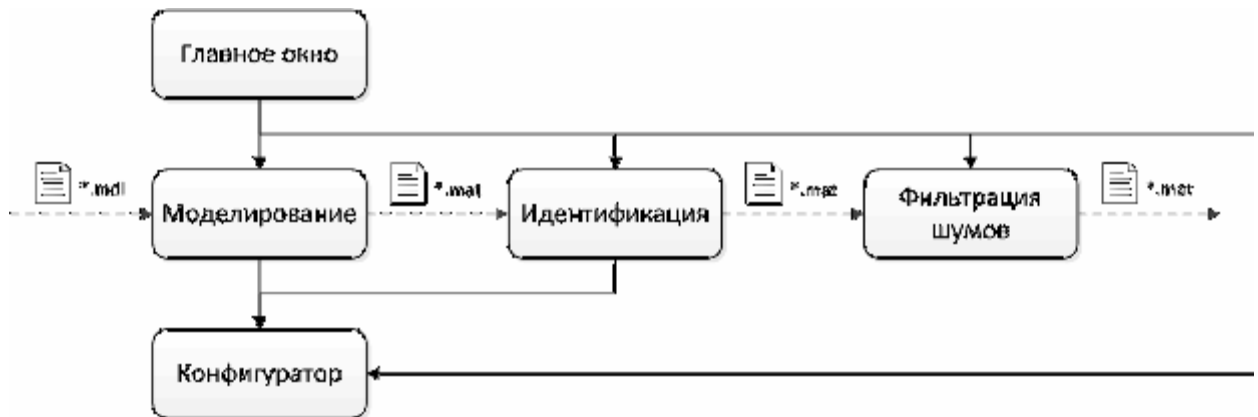 Главное окно
*.mdl
*.mat
*.mat
*.mat
Моделирование
Идентификация
Фильтрация
шумов
Конфигуратор